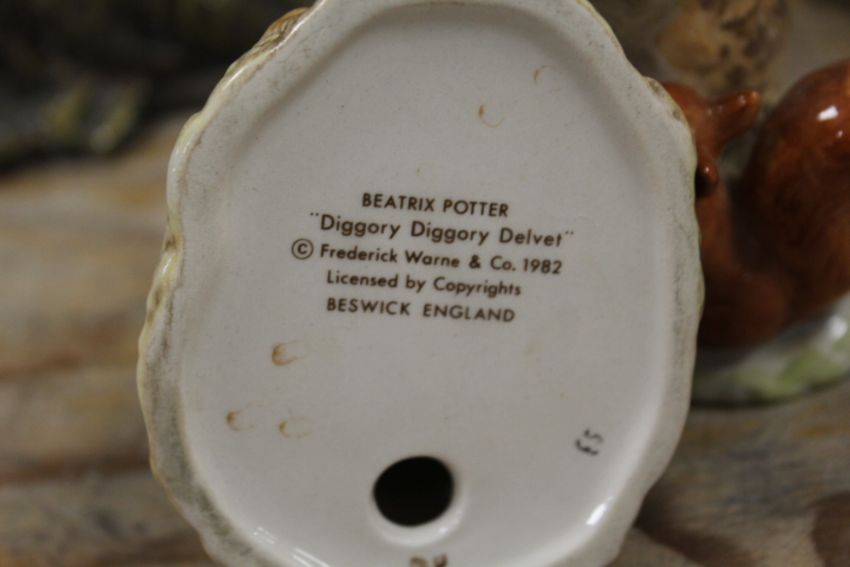 BEATRIX POTTER
"Diggory Diggory Delvet"
© Frederick Warne & Co. 1982
Licensed by Copyrights
BESWICK ENGLAND